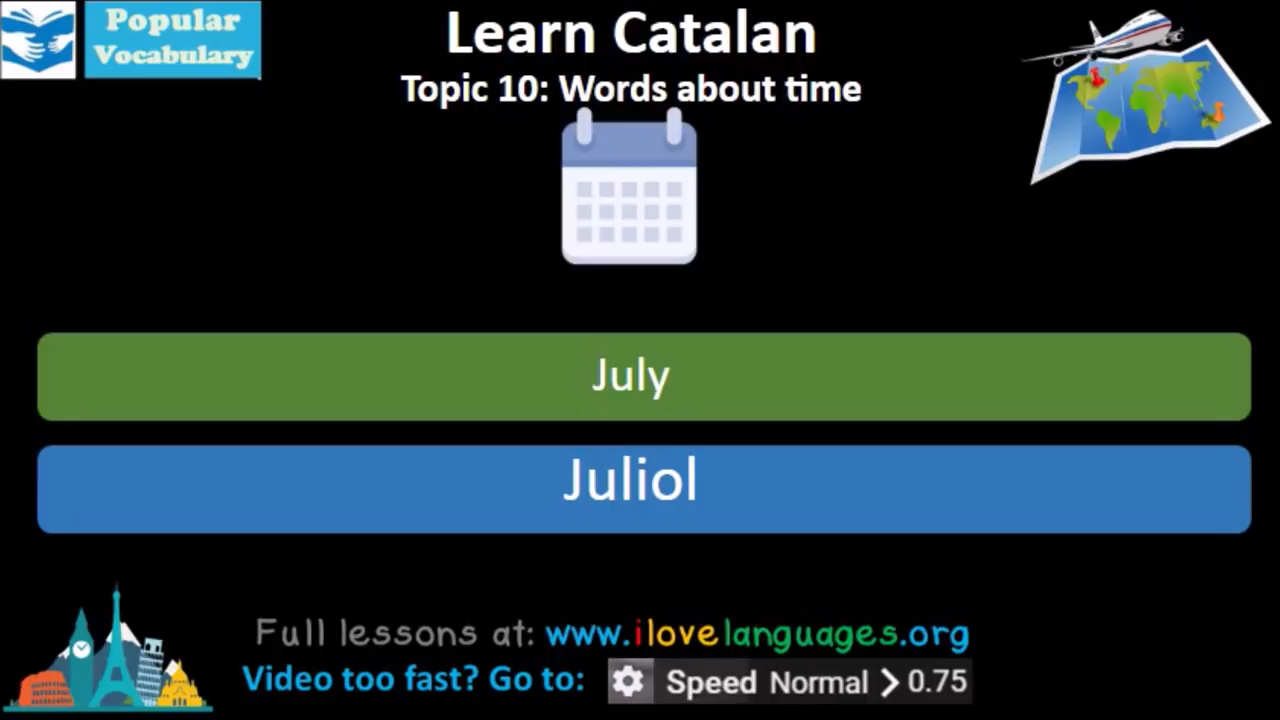 Popular
Vocabulary
Learn Catalan
Topic 10: Words about time
July
Juliol
Full lessons at: www.ilovelanguages.org
Video too fast? Go to: Speed Normal > 0.75